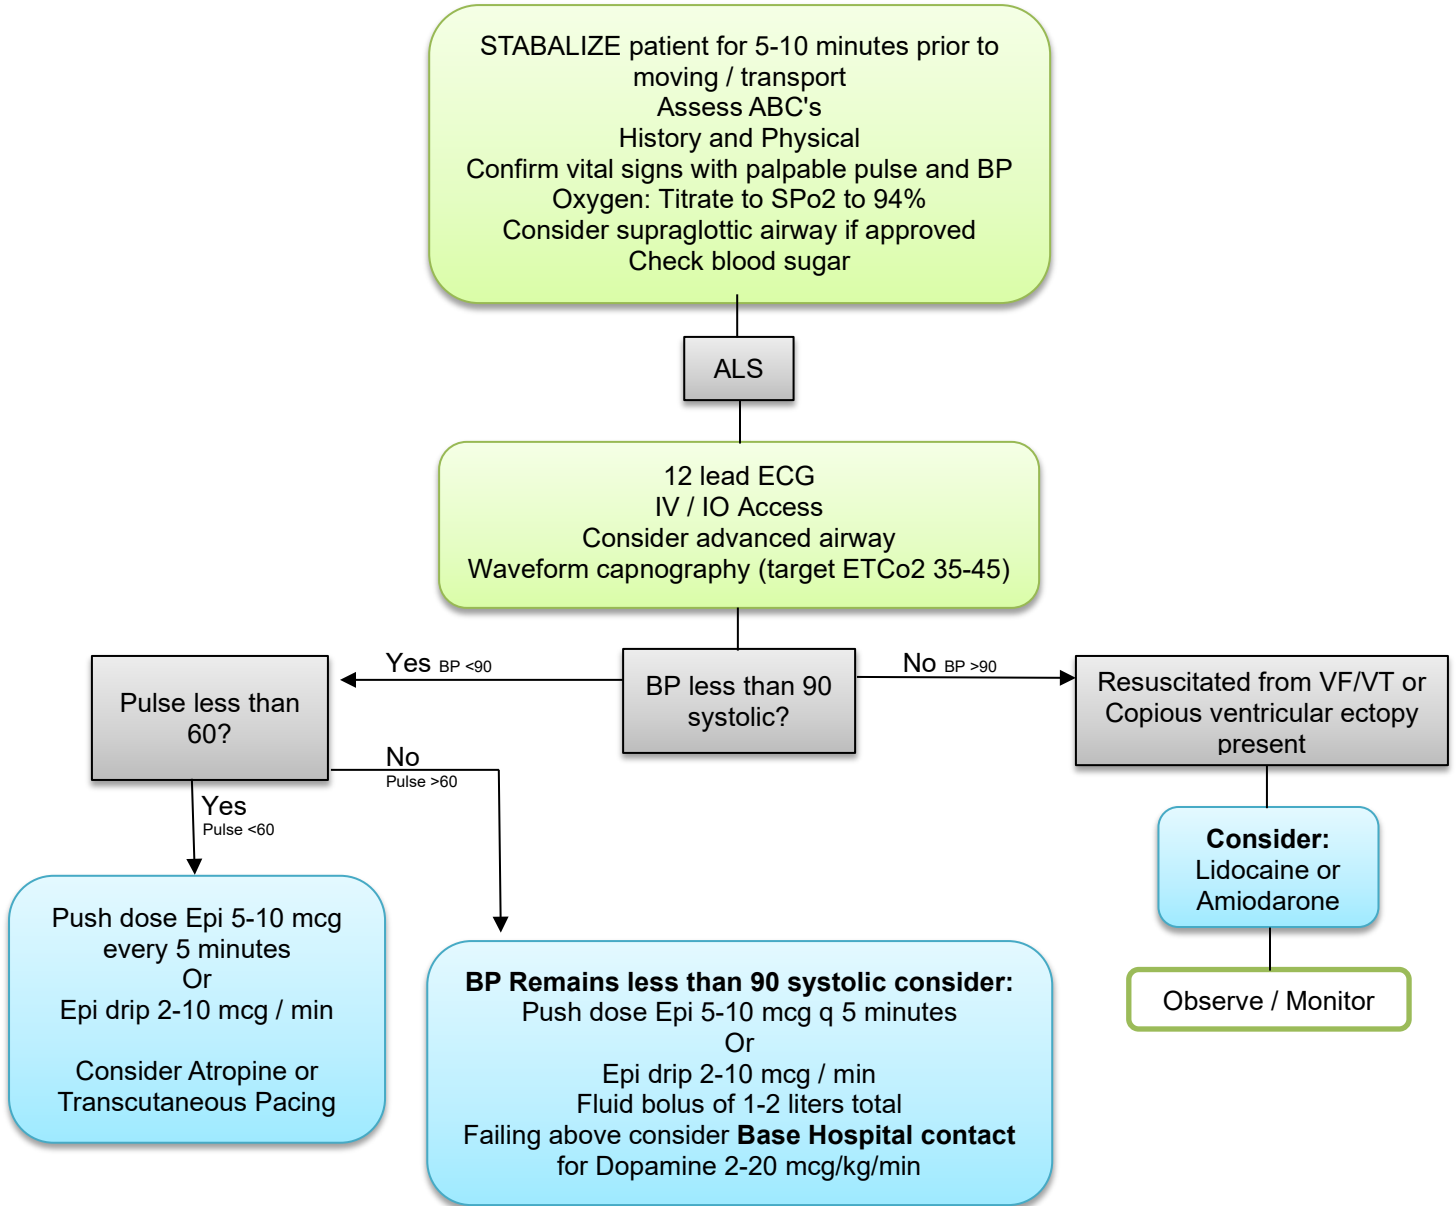 STABALIZE patient for 5-10 minutes prior to
moving / transport
Assess ABC's
History and Physical
Confirm vital signs with palpable pulse and BP
Oxygen: Titrate to SPo2 to 94%
Consider supraglottic airway if approved
Check blood sugar
ALS
12 lead ECG
IV / IO Access
Consider advanced airway
Waveform capnography (target ETCo2 35-45)
BP less than 90
systolic?
Yes BP <90
No BP >90
Pulse less than
60?
Resuscitated from VF/VT or
Copious ventricular ectopy
present
No
Pulse >60
Yes
Pulse <60
Push dose Epi 5-10 mcg
every 5 minutes
Or
Epi drip 2-10 mcg / min
Consider Atropine or
Transcutaneous Pacing
BP Remains less than 90 systolic consider:
Push dose Epi 5-10 mcg q 5 minutes
Or
Epi drip 2-10 mcg / min
Fluid bolus of 1-2 liters total
Failing above consider Base Hospital contact
for Dopamine 2-20 mcg/kg/min
Consider:
Lidocaine or
Amiodarone
Observe / Monitor